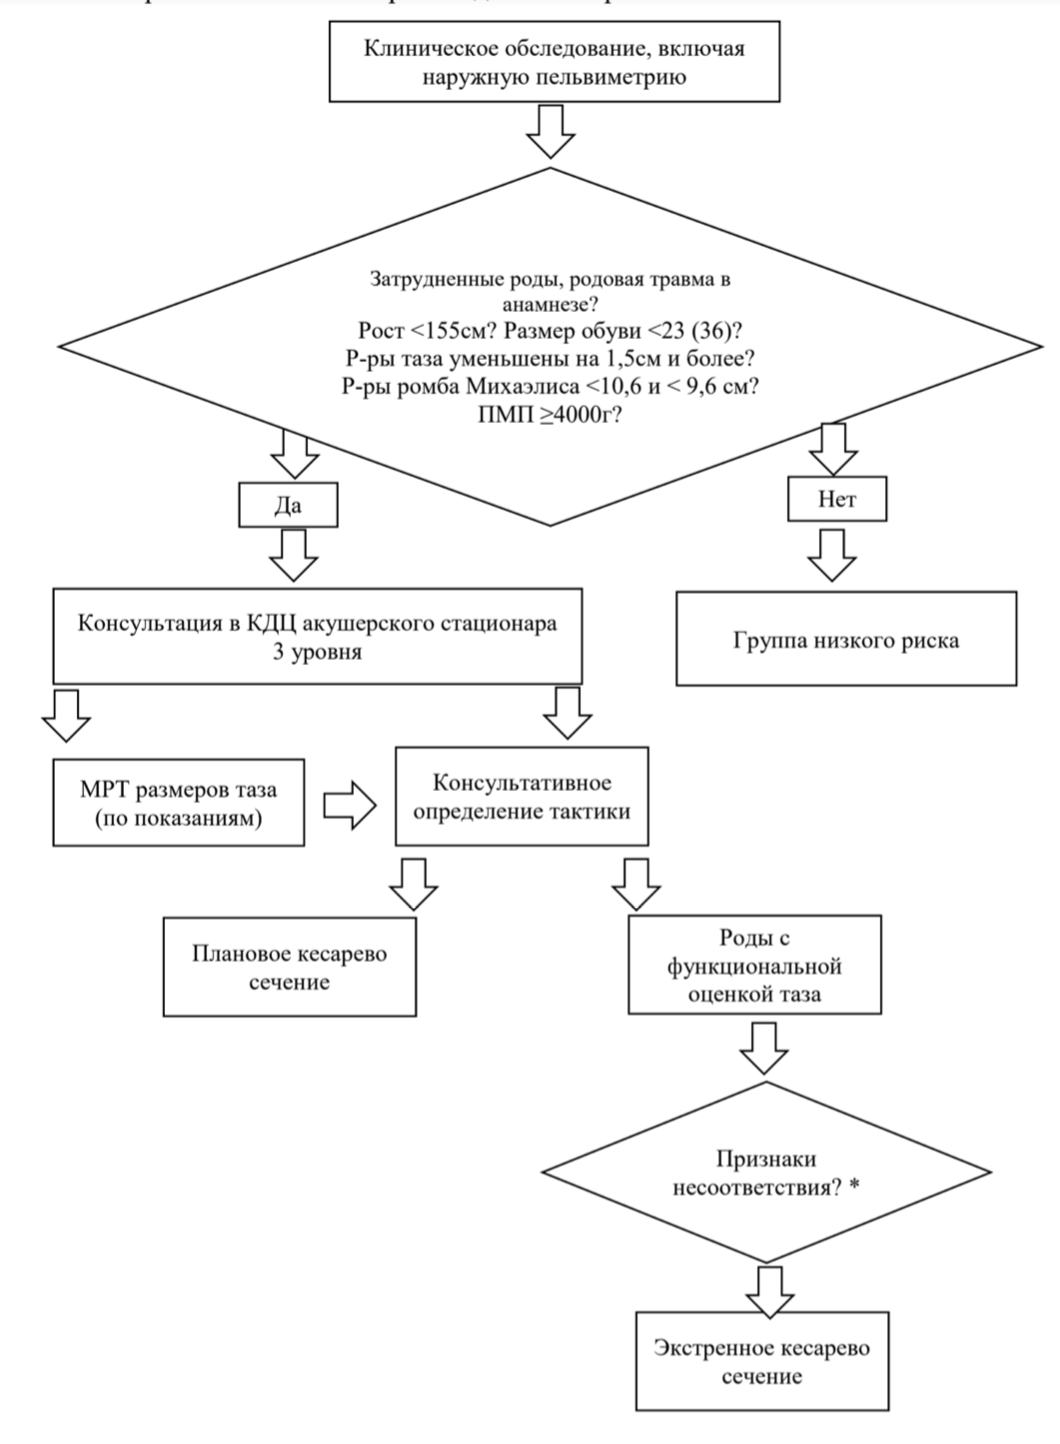 Клиническое обследование, включая
наружную пельвиметрию
Затрудненные роды, родовая травма в
анамнезе?
Рост <155см? Размер обуви <23 (36)?
Р-ры таза уменьшены на 1,5см и более?
Р-ры ромба Михаэлиса <10,6 и < 9,6 см?
ПМП ≥4000г?
Да
Нет
Консультация в КДЦ акушерского стационара
3 уровня
Группа низкого риска
МРТ размеров таза
(по показаниям)
Консультативное
определение тактики
Плановое кесарево
сечение
Роды с
функциональной
оценкой таза
Признаки
несоответствия? *
Экстренное кесарево
сечение